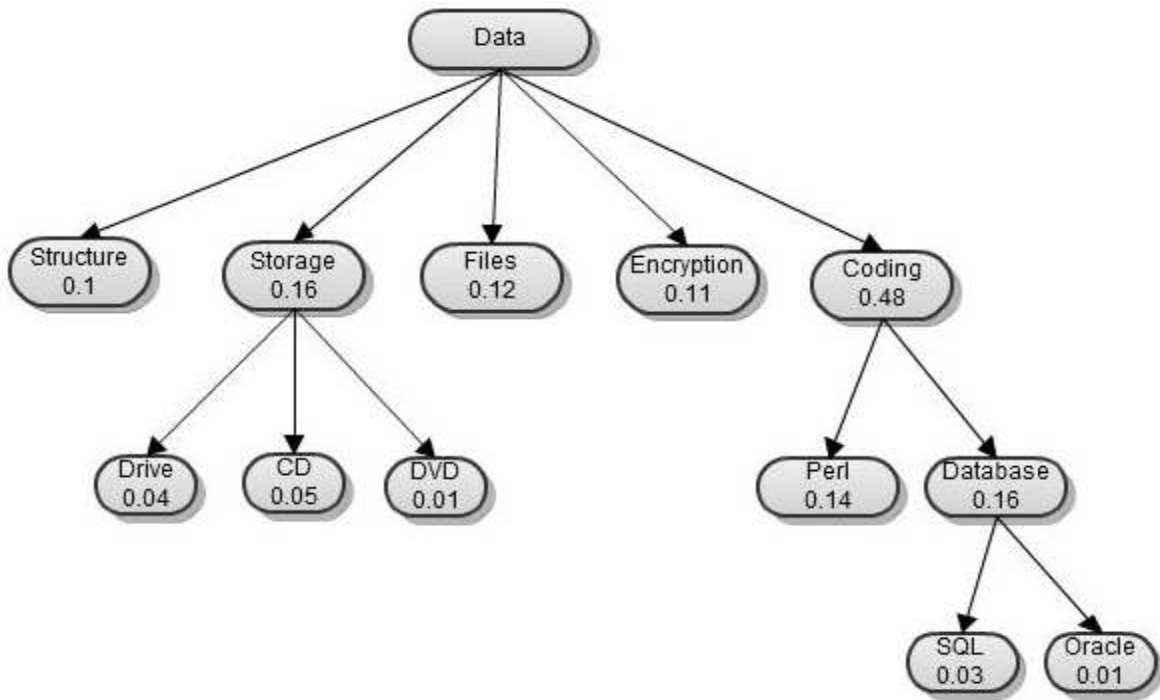 Data
Structure
0.1
Storage
0.16
Files
0.12
Encryption
0.11
Coding
0.48
Drive
0.04
CD
0.05
DVD
0.01
Perl
0.14
Database
0.16
SQL
0.03
Oracle
0.01